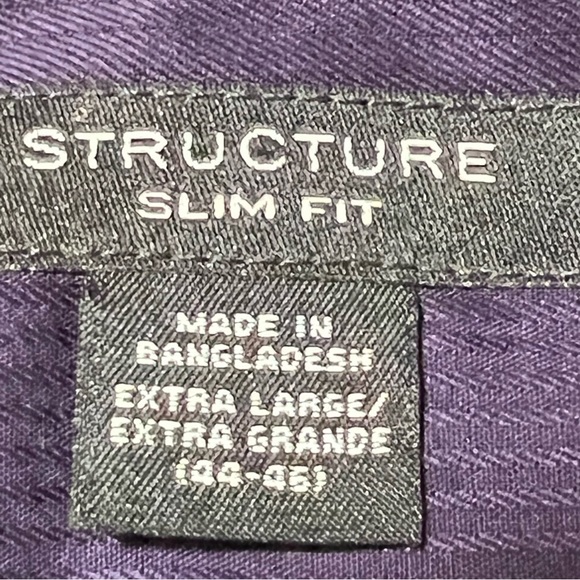 STRUCTURE
SLIM FIT
MADE IN
BANGLADESH
EXTRA LARGE/
EXTRA GRANDE
(44-46)